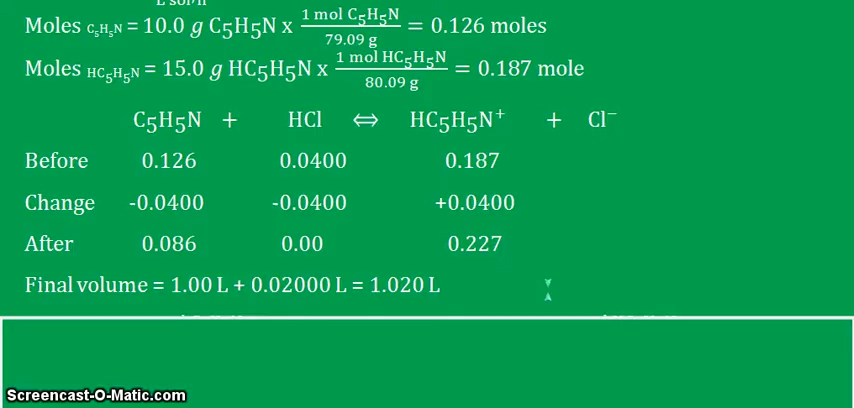 Moles C₅H₅N = 10.0 g C5H5N x 1 mol C₅H₅N / 79.09 g = 0.126 moles
Moles HC₅H₅N = 15.0 g HC5H5N x 1 mol HC₅H₅N / 80.09 g = 0.187 mole
C5H5N + HCl ⇔ HC5H5N⁺ + Cl⁻
Before 0.126 0.0400 0.187
Change -0.0400 -0.0400 +0.0400
After 0.086 0.00 0.227
Final volume = 1.00 L + 0.02000 L = 1.020 L
Screencast-O-Matic.com